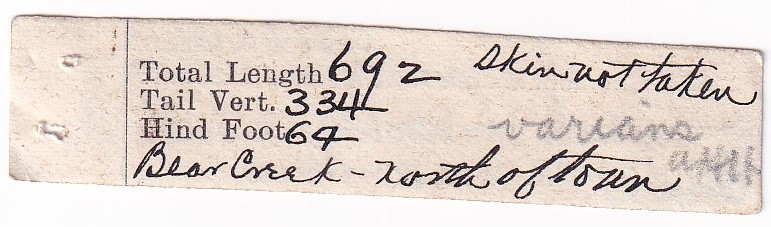 Total Length 692 Skin not taken
Tail Vert. 334
Hind Foot 64 varians
Bear Creek - North of town